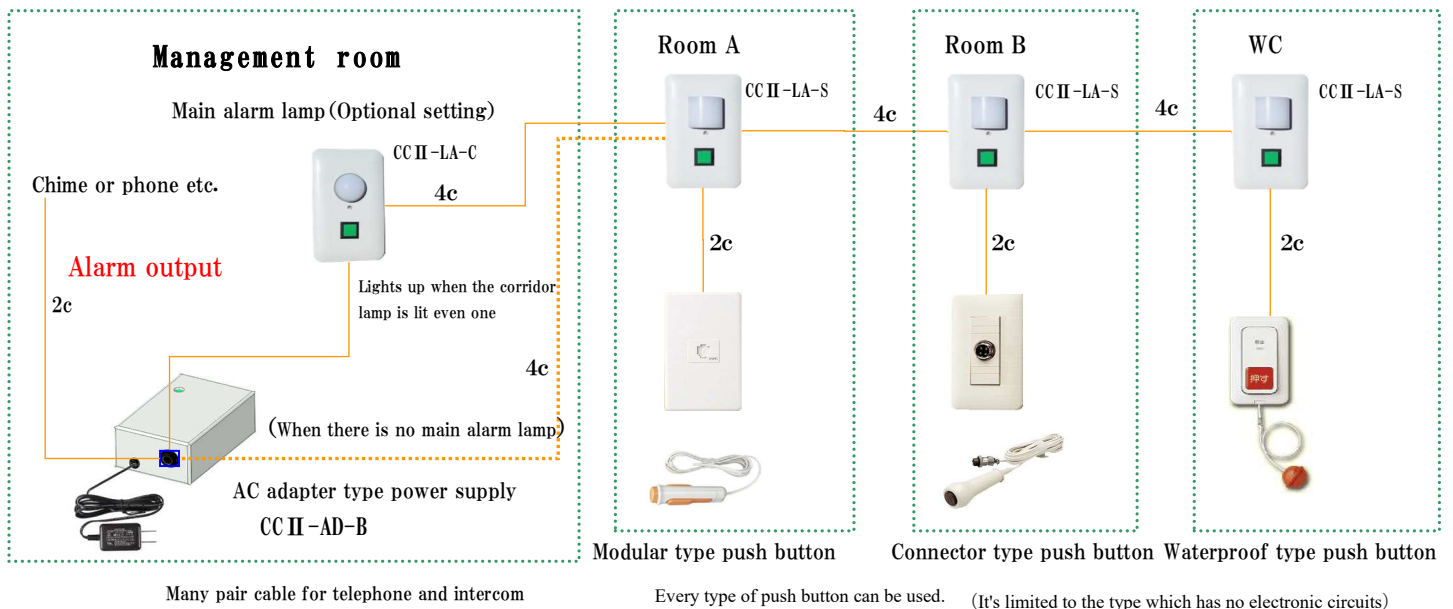 Management room
Main alarm lamp(Optional setting)
CCⅡ-LA-C
Chime or phone etc.
4c
Alarm output
2c
Lights up when the corridor
lamp is lit even one
4c
(When there is no main alarm lamp)
AC adapter type power supply
CCⅡ-AD-B
Room A
CCⅡ-LA-S
2c
Modular type push button
4c
Room B
CCⅡ-LA-S
2c
Connector type push button
4c
WC
CCⅡ-LA-S
2c
押す
Waterproof type push button
Many pair cable for telephone and intercom
Every type of push button can be used.
(It's limited to the type which has no electronic circuits)